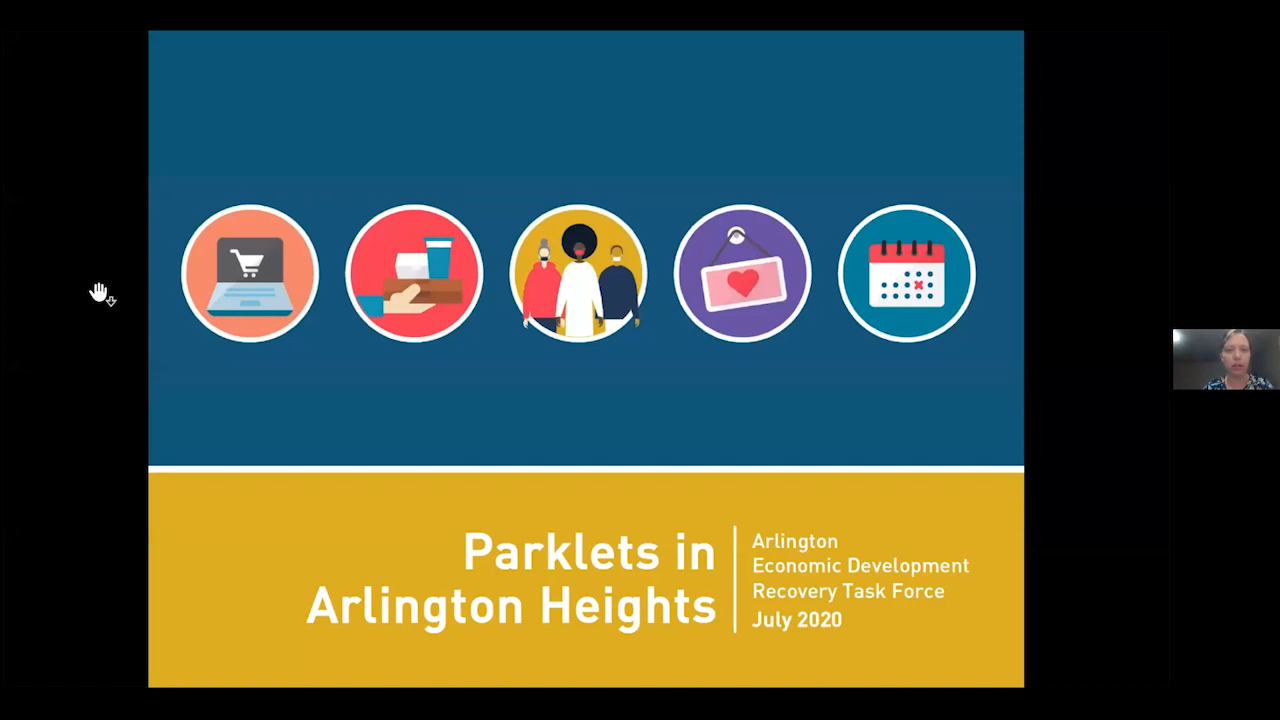 Parklets in
Arlington Heights
Arlington
Economic Development
Recovery Task Force
July 2020